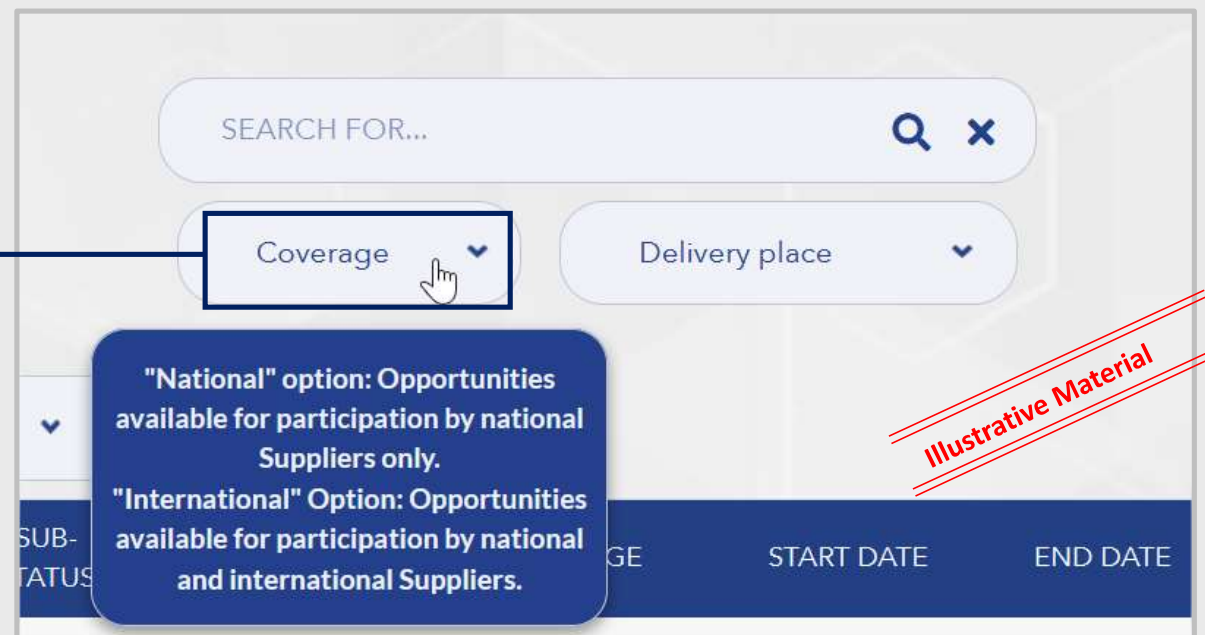 SEARCH FOR...
Coverage
Delivery place
"National" option: Opportunities
available for participation by national
Suppliers only.
"International" Option: Opportunities
available for participation by national
and international Suppliers.
Illustrative Material
SUB-
TATUS
GE
START DATE
END DATE